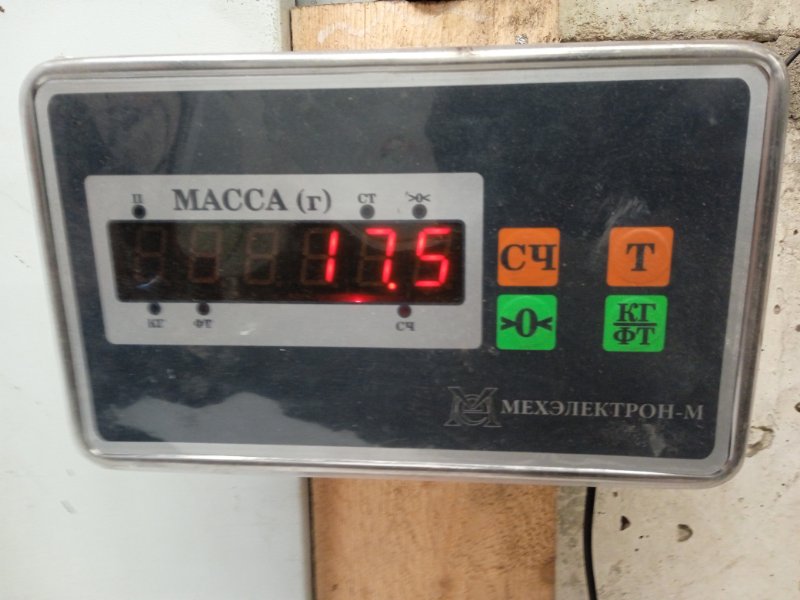 П МАССА (г) СТ >0<
17.5
КГ ФТ СЧ
СЧ Т
>0< КГ/ФТ
МЕХЭЛЕКТРОН-М